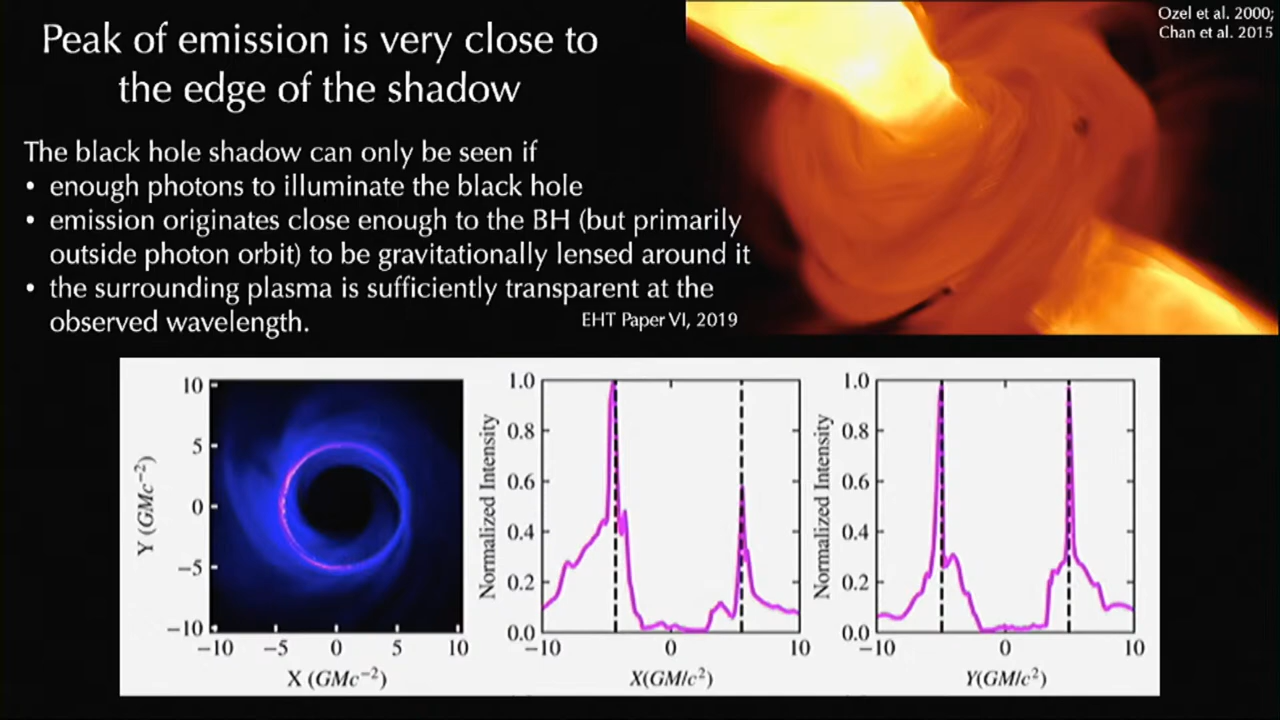 Peak of emission is very close to
the edge of the shadow
Ozel et al. 2000;
Chan et al. 2015
The black hole shadow can only be seen if
• enough photons to illuminate the black hole
• emission originates close enough to the BH (but primarily
outside photon orbit) to be gravitationally lensed around it
• the surrounding plasma is sufficiently transparent at the
observed wavelength.
EHT Paper VI, 2019
10
5
0
−5
−10
Y (GMc⁻²)
−10 −5 0 5 10
X (GMc⁻²)
1.0
0.8
0.6
0.4
0.2
0.0
Normalized Intensity
−10 0 10
X(GM/c²)
1.0
0.8
0.6
0.4
0.2
0.0
Normalized Intensity
−10 0 10
Y(GM/c²)